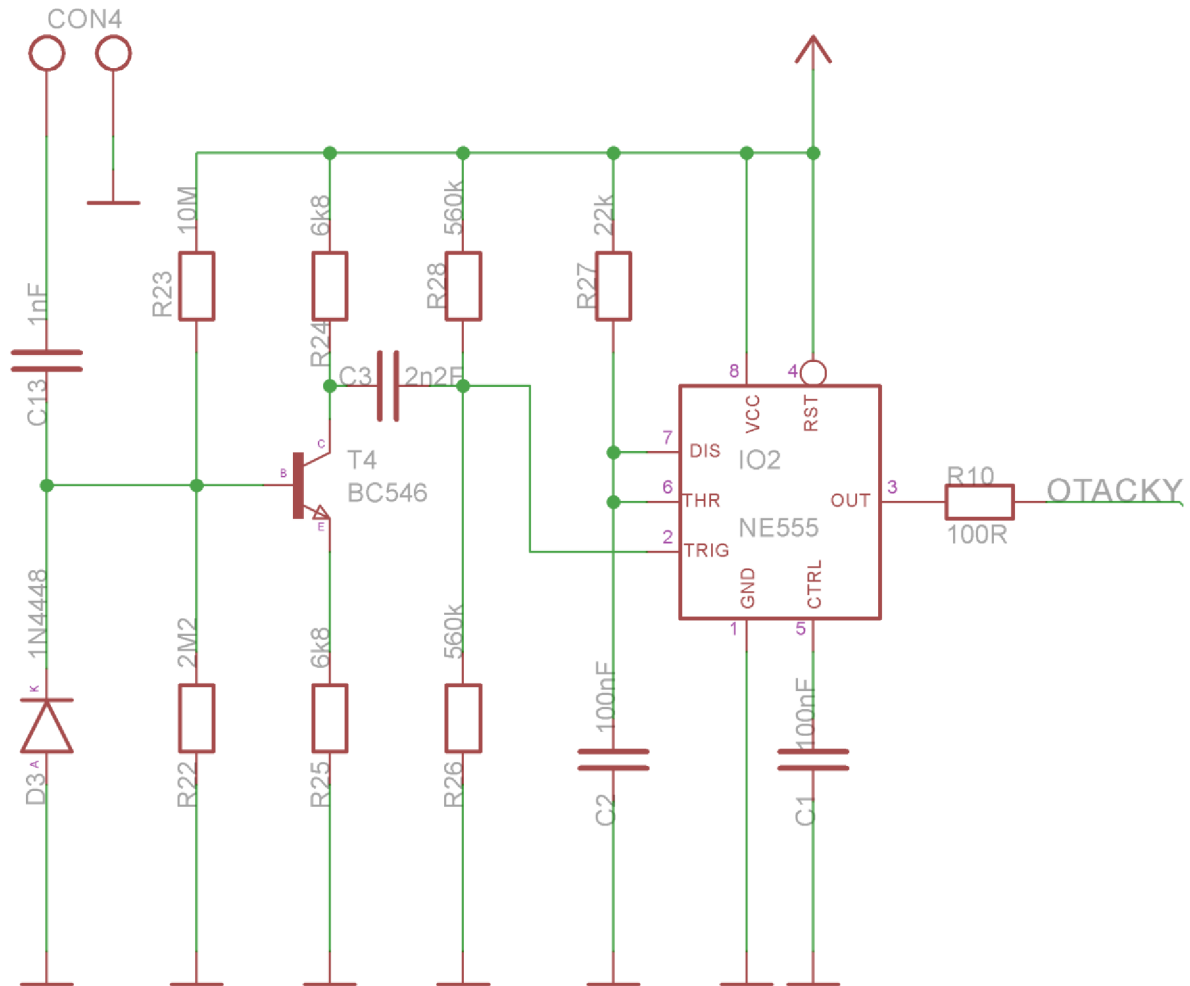 CON4
1nF
C13
1N4448
K
A
D3
10M
R23
2M2
R22
6k8
R24
C3
2n2F
B
C
E
T4
BC546
6k8
R25
560k
R28
560k
R26
22k
R27
100nF
C2
8
4
VCC
RST
7
DIS
IO2
6
THR
OUT
3
NE555
2
TRIG
GND
CTRL
1
5
100nF
C1
R10
100R
OTACKY